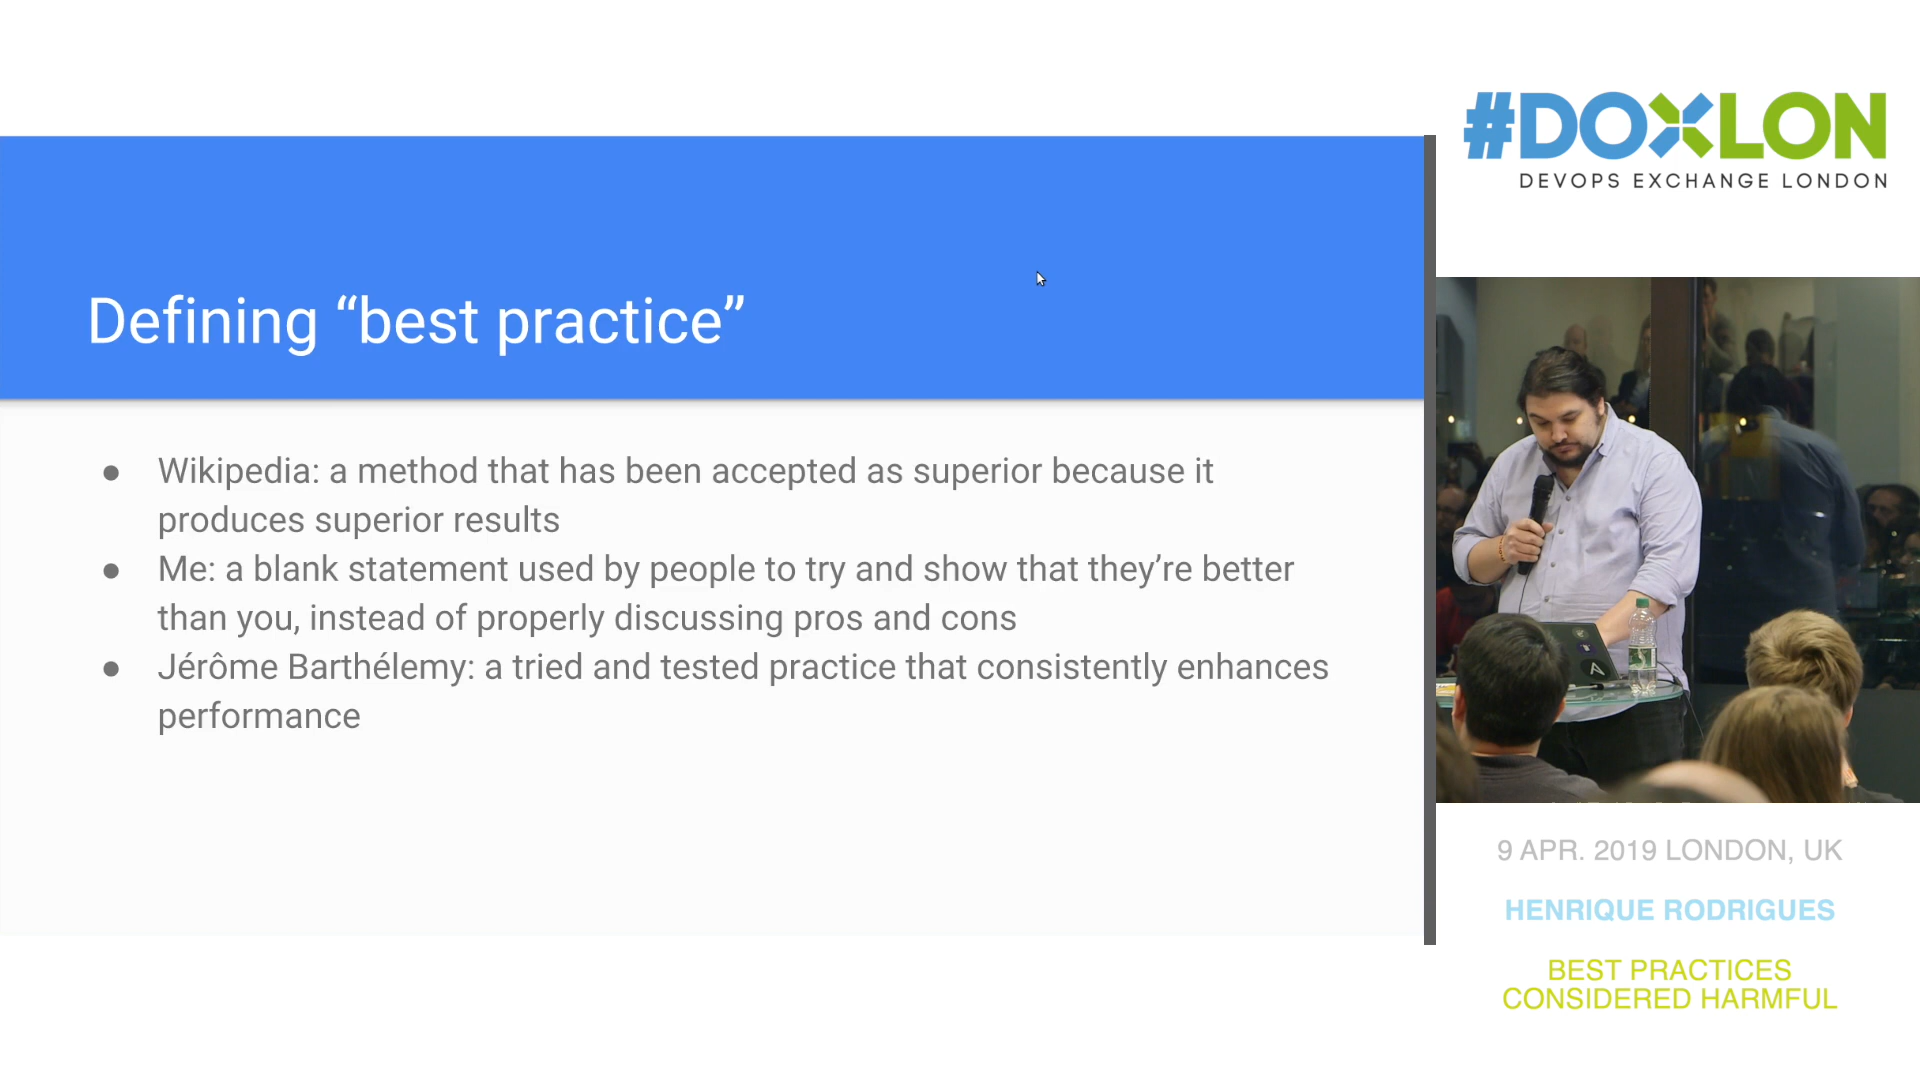 Defining “best practice”
● Wikipedia: a method that has been accepted as superior because it
produces superior results
● Me: a blank statement used by people to try and show that they’re better
than you, instead of properly discussing pros and cons
● Jérôme Barthélemy: a tried and tested practice that consistently enhances
performance
#DOXLON
DEVOPS EXCHANGE LONDON
9 APR. 2019 LONDON, UK
HENRIQUE RODRIGUES
BEST PRACTICES
CONSIDERED HARMFUL